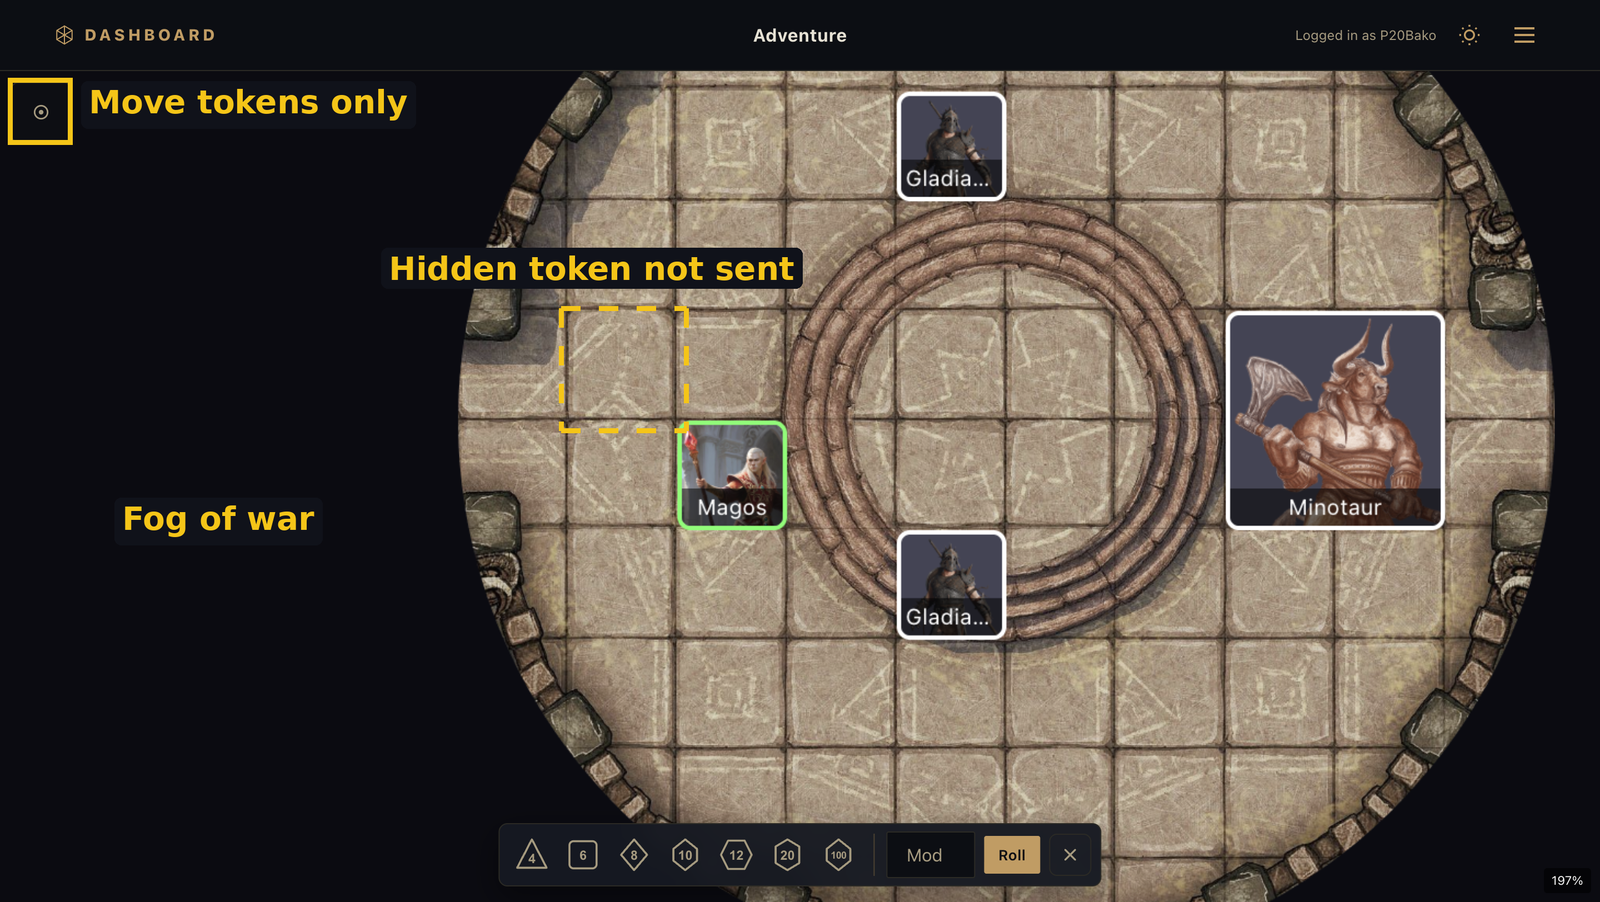 DASHBOARD
Adventure
Logged in as P20Bako
Move tokens only
Gladia...
Hidden token not sent
Magos
Minotaur
Fog of war
Gladia...
4
6
8
10
12
20
100
Mod
Roll
197%